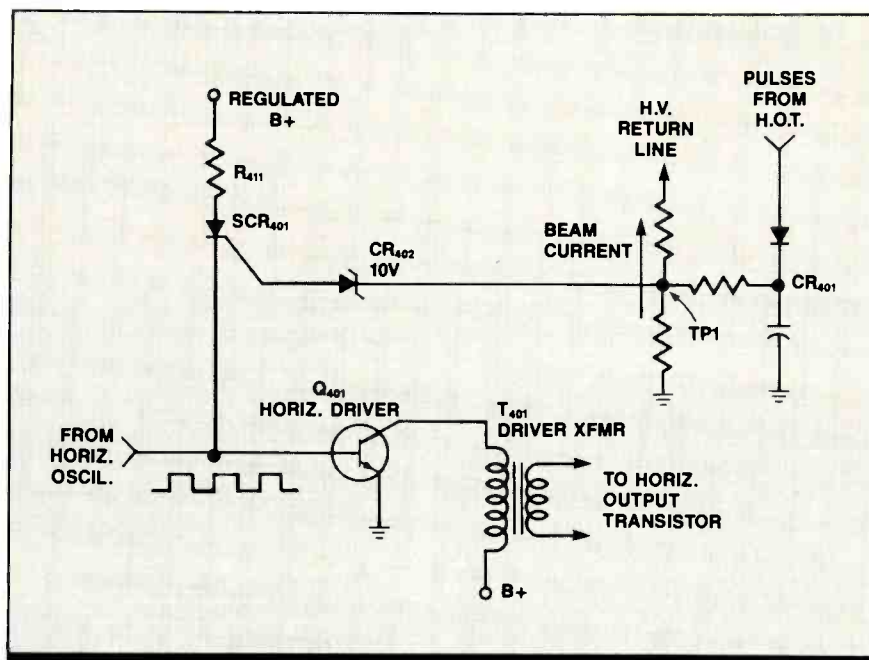 REGULATED
B+
R411
SCR401
CR402
10V
H.V.
RETURN
LINE
PULSES
FROM
H.O.T.
BEAM
CURRENT
CR401
TP1
Q401
HORIZ. DRIVER
T401
DRIVER XFMR
FROM
HORIZ.
OSCIL.
TO HORIZ.
OUTPUT
TRANSISTOR
B+